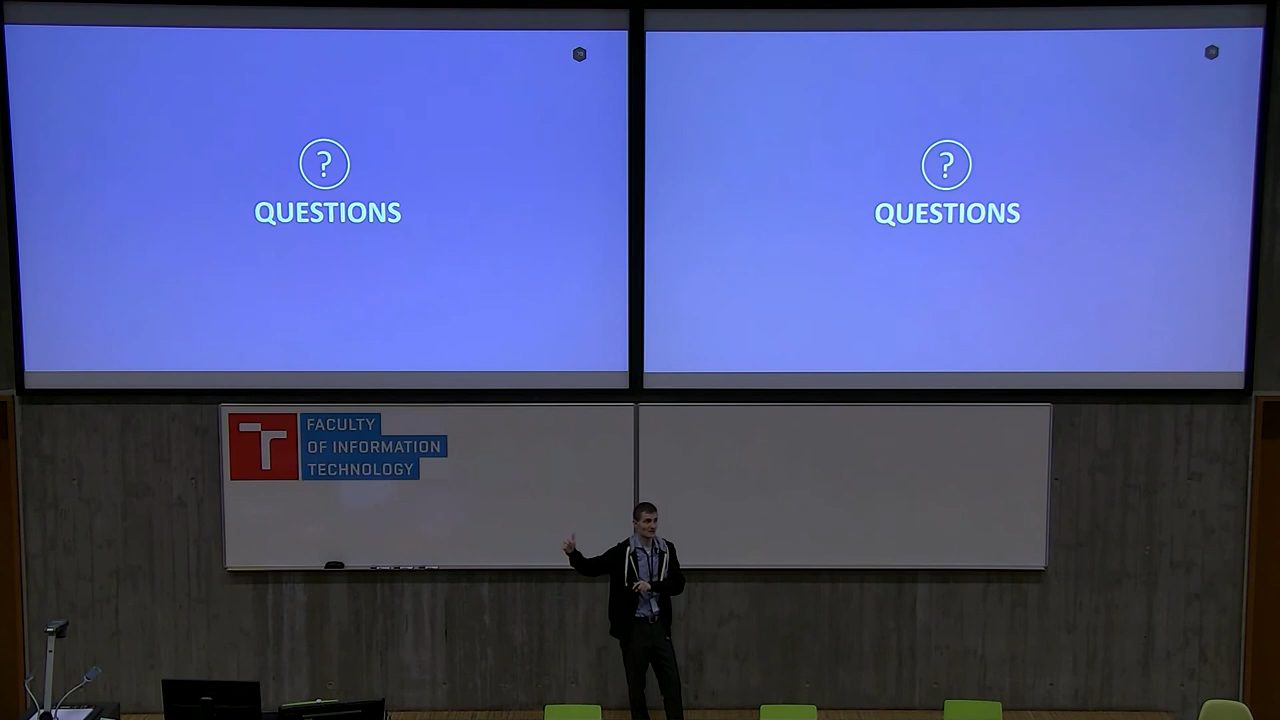 ?
QUESTIONS
?
QUESTIONS
FACULTY
OF INFORMATION
TECHNOLOGY